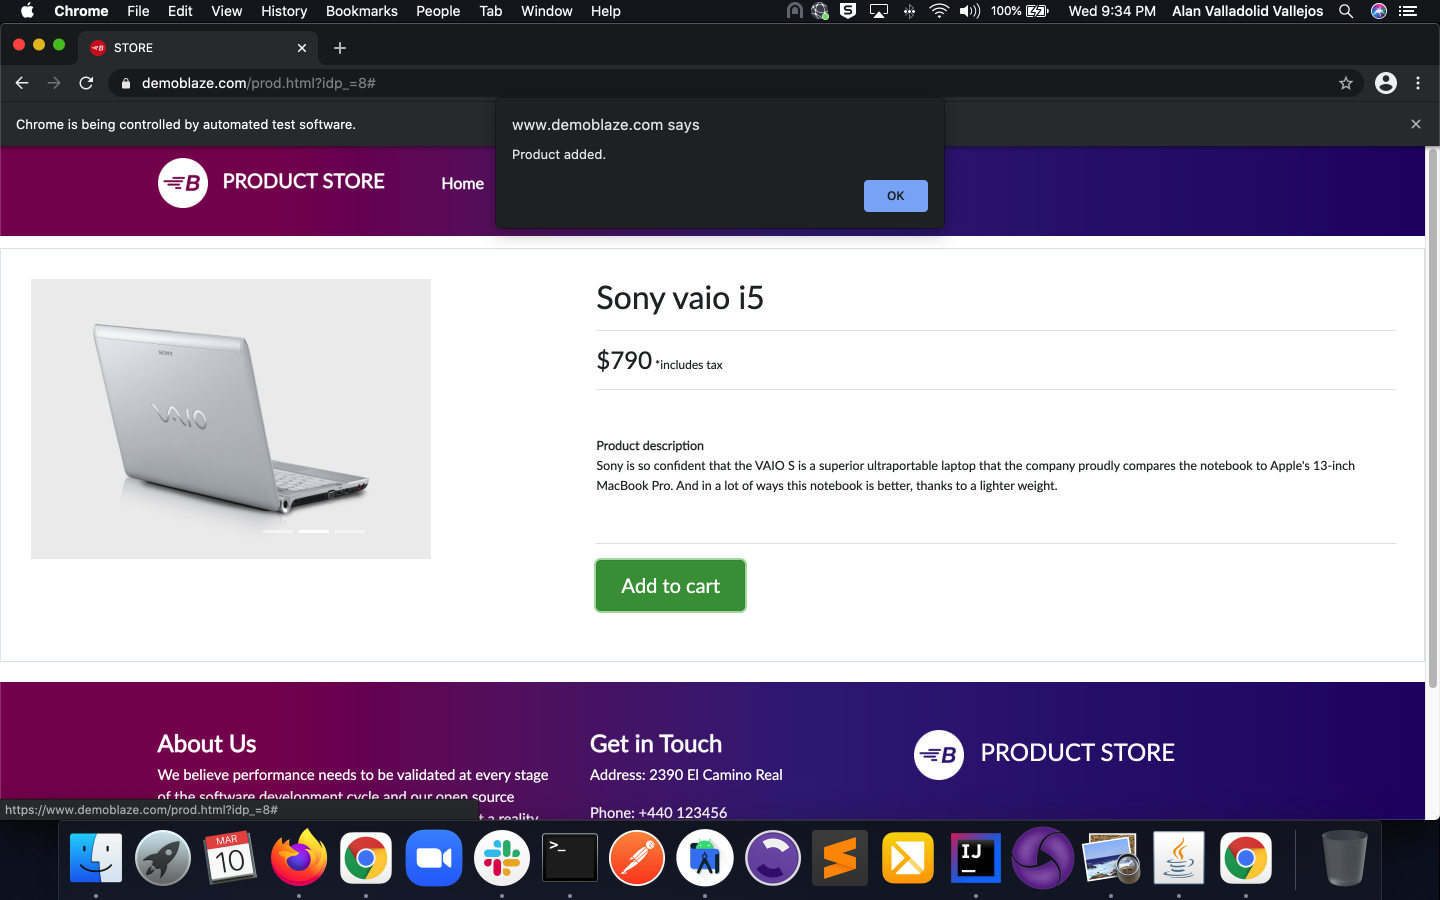 Chrome File Edit View History Bookmarks People Tab Window Help 100% Wed 9:34 PM Alan Valladolid Vallejos
STORE
demoblaze.com/prod.html?idp_=8#
Chrome is being controlled by automated test software.
www.demoblaze.com says
Product added.
OK
B PRODUCT STORE Home
SONY
VAIO
Sony vaio i5
$790 *includes tax
Product description
Sony is so confident that the VAIO S is a superior ultraportable laptop that the company proudly compares the notebook to Apple's 13-inch
MacBook Pro. And in a lot of ways this notebook is better, thanks to a lighter weight.
Add to cart
About Us
We believe performance needs to be validated at every stage
of the software development cycle and our open source
t a reality
Get in Touch
Address: 2390 El Camino Real
Phone: +440 123456
B PRODUCT STORE
https://www.demoblaze.com/prod.html?idp_=8#
MAR
10
>_
IJ